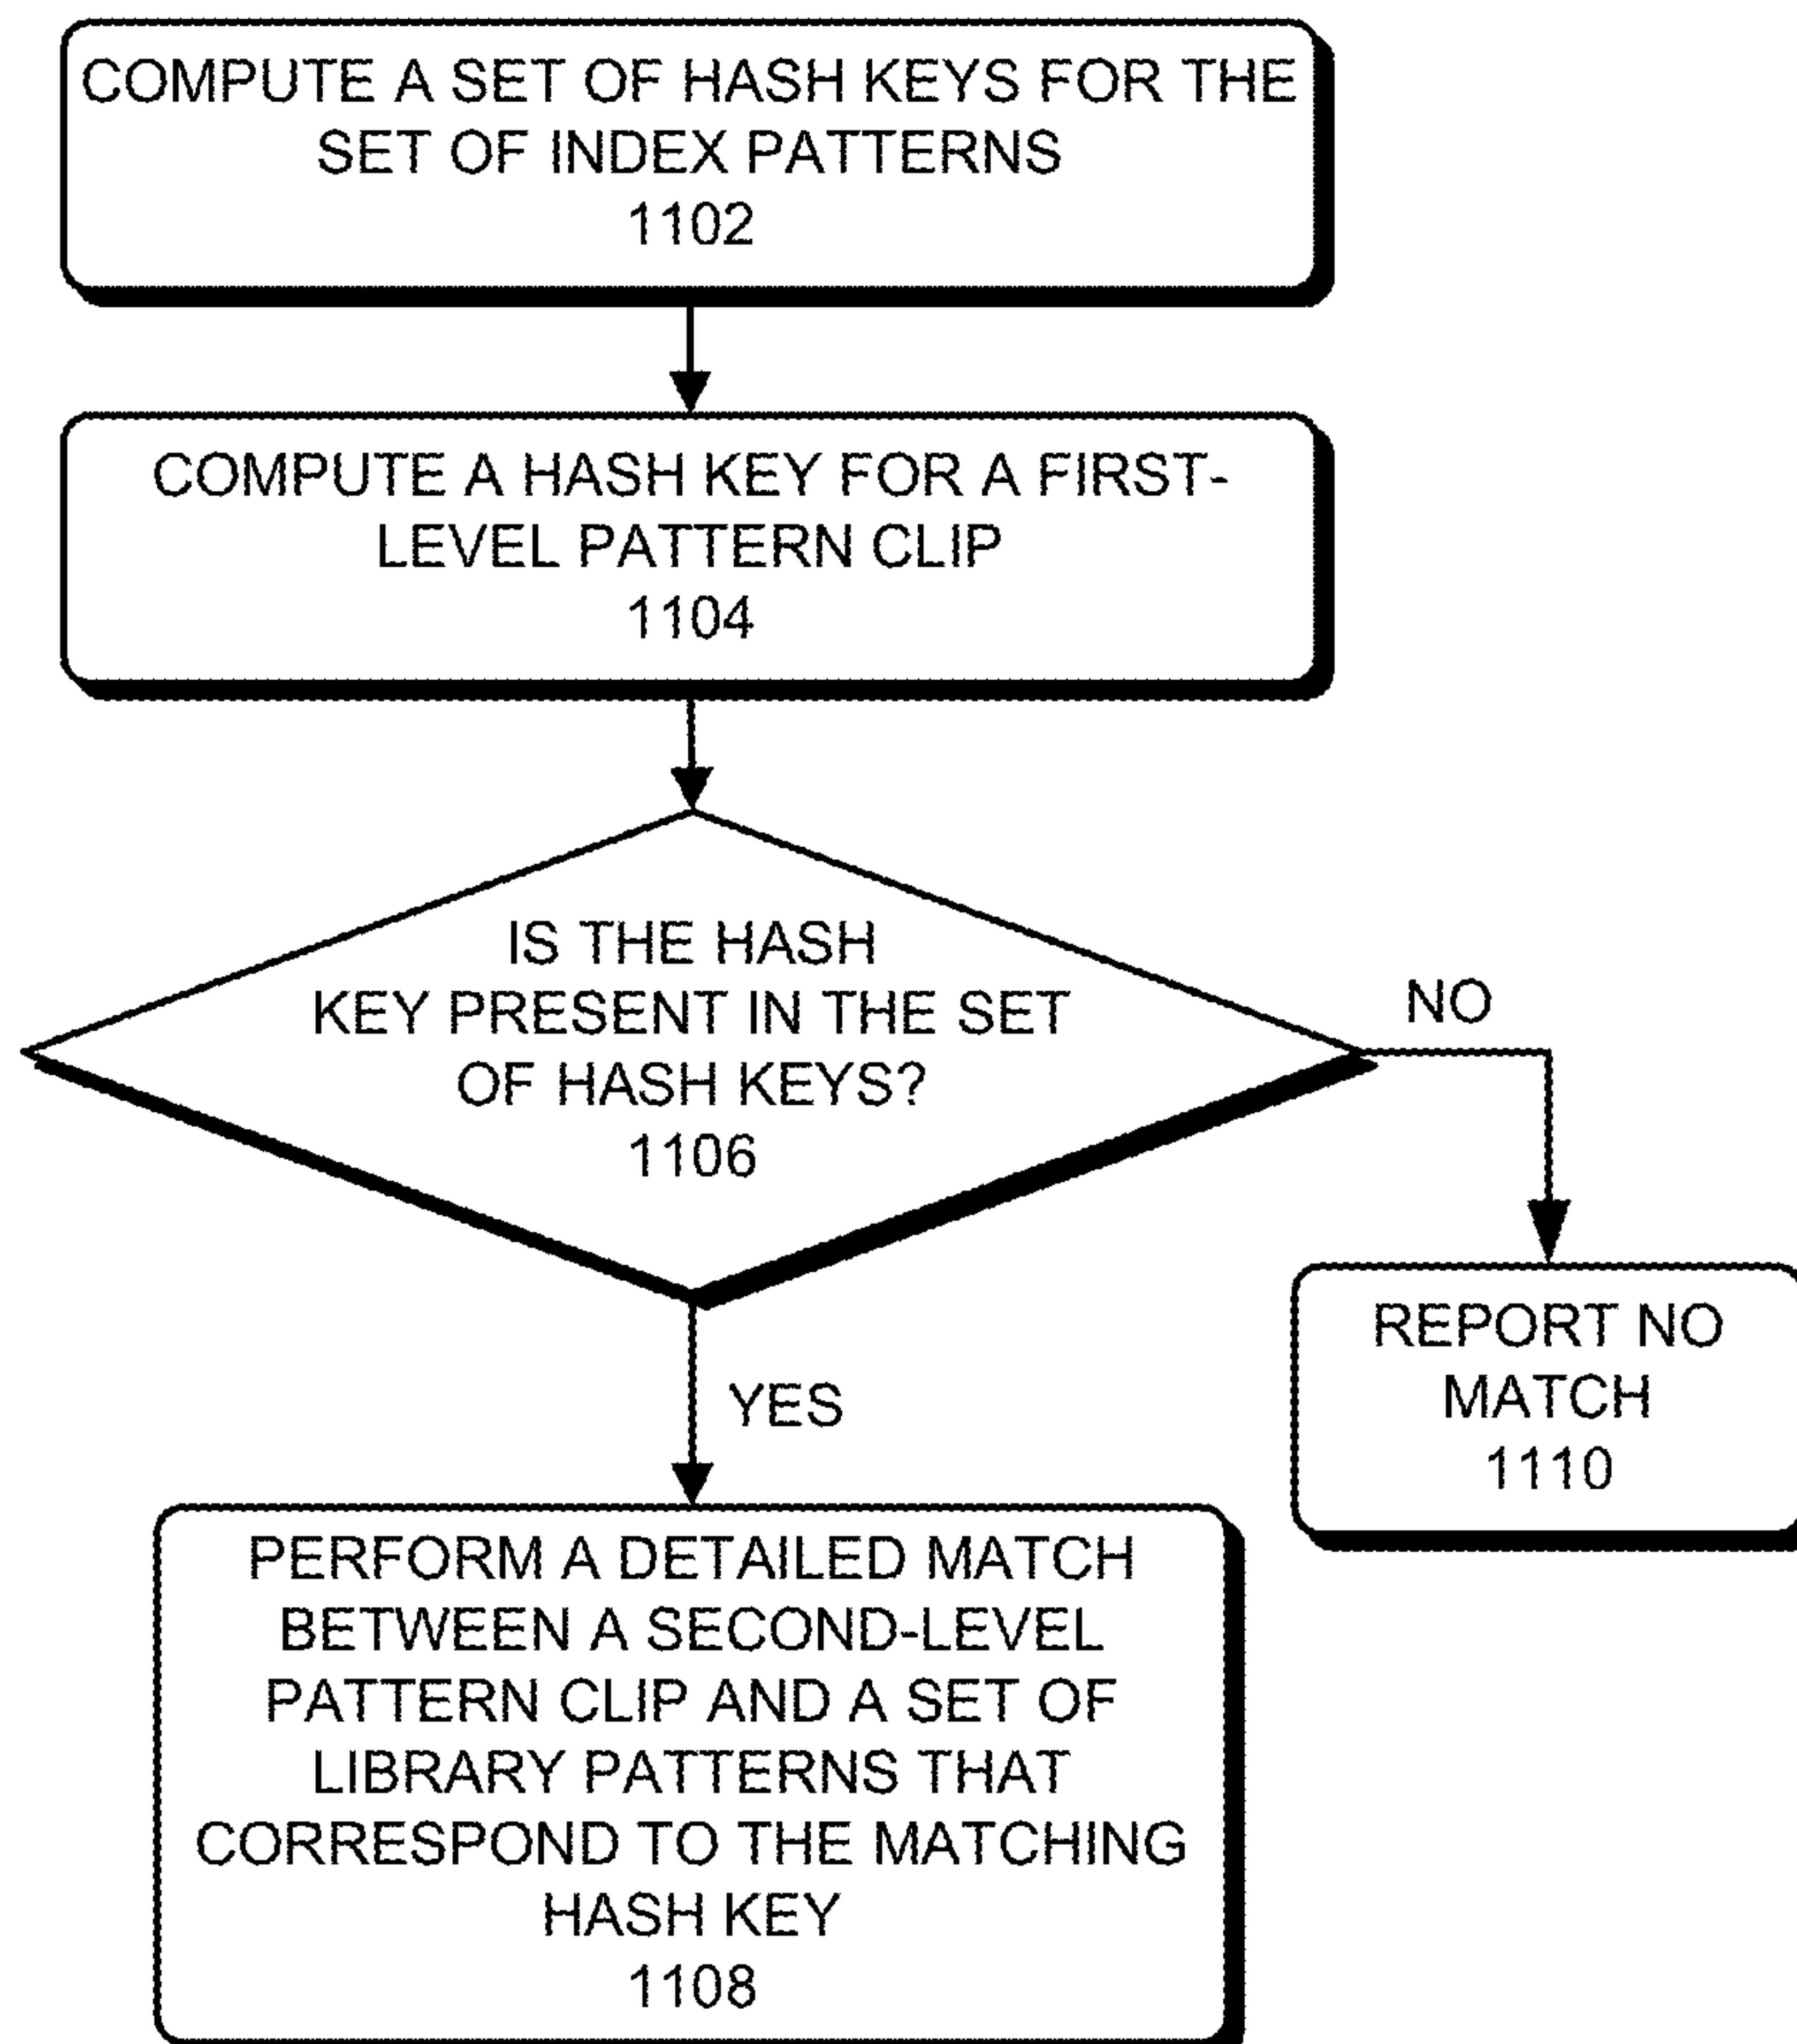 COMPUTE A SET OF HASH KEYS FOR THE
SET OF INDEX PATTERNS
1102
COMPUTE A HASH KEY FOR A FIRST-
LEVEL PATTERN CLIP
1104
IS THE HASH
KEY PRESENT IN THE SET
OF HASH KEYS?
1106
NO
REPORT NO
MATCH
1110
YES
PERFORM A DETAILED MATCH
BETWEEN A SECOND-LEVEL
PATTERN CLIP AND A SET OF
LIBRARY PATTERNS THAT
CORRESPOND TO THE MATCHING
HASH KEY
1108